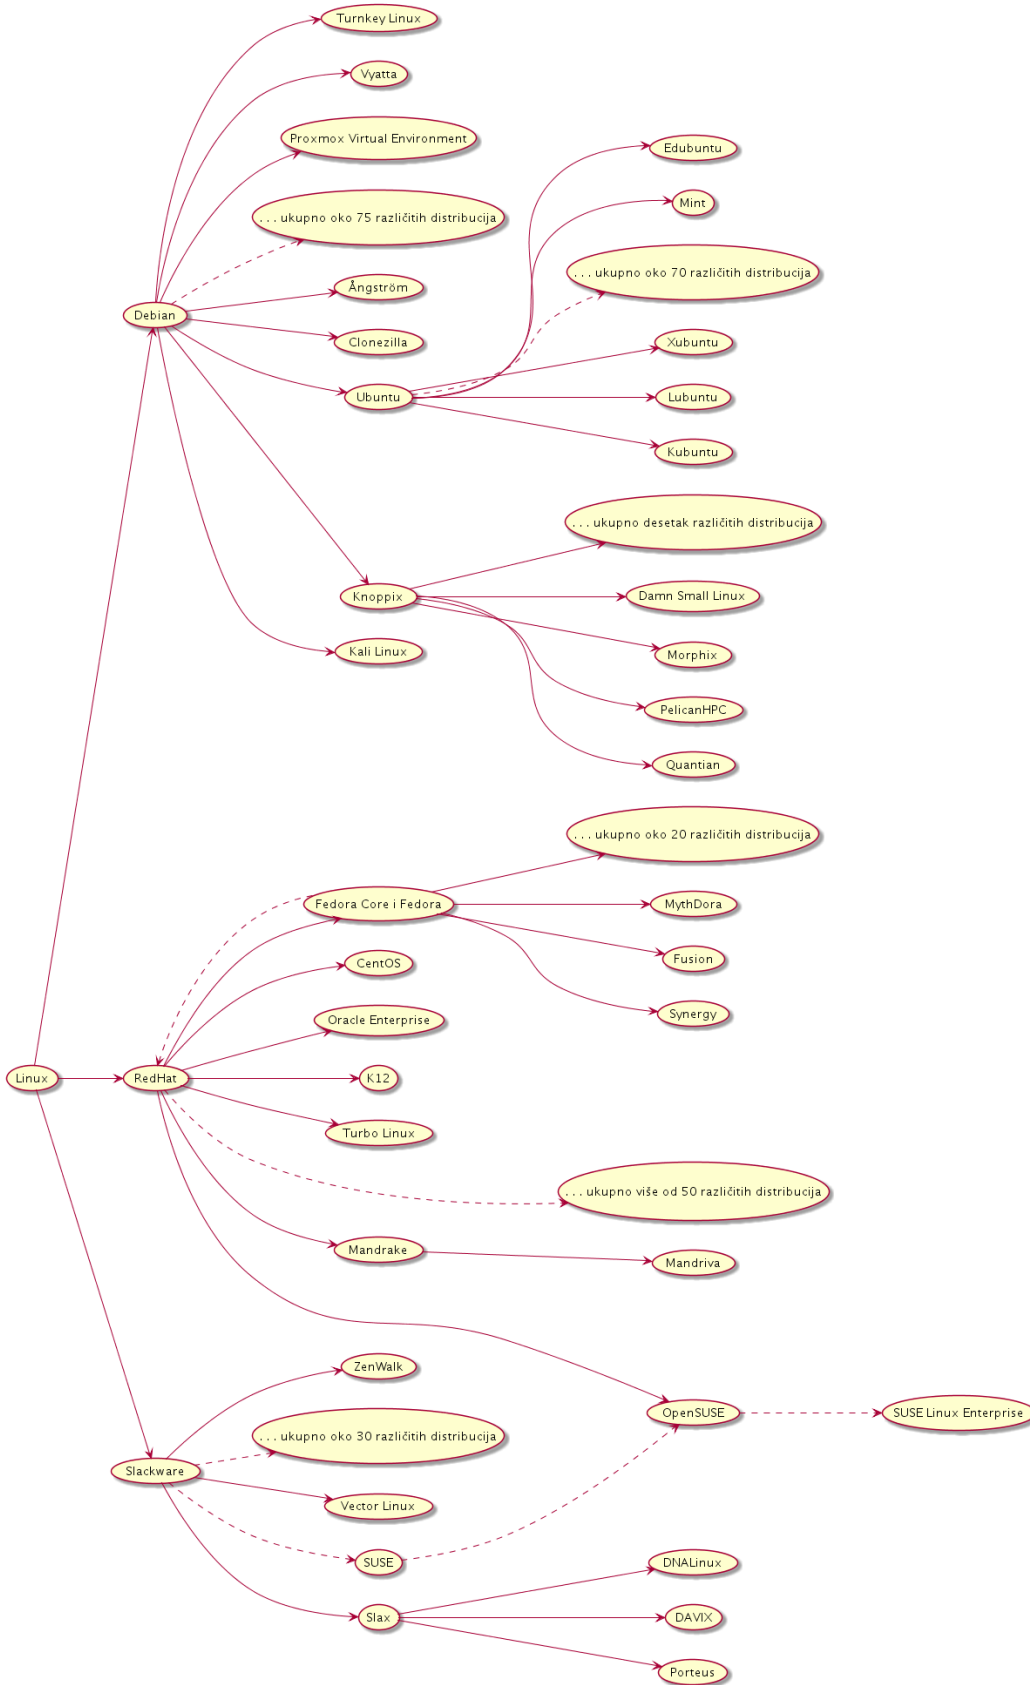 Turnkey Linux
Vyatta
Proxmox Virtual Environment
Edubuntu
. . . ukupno oko 75 različitih distribucija
Mint
. . . ukupno oko 70 različitih distribucija
Ångström
Debian
Clonezilla
Xubuntu
Ubuntu
Lubuntu
Kubuntu
. . . ukupno desetak različitih distribucija
Knoppix
Damn Small Linux
Kali Linux
Morphix
PelicanHPC
Quantian
. . . ukupno oko 20 različitih distribucija
Fedora Core i Fedora
MythDora
CentOS
Fusion
Oracle Enterprise
Synergy
Linux
RedHat
K12
Turbo Linux
. . . ukupno više od 50 različitih distribucija
Mandrake
Mandriva
ZenWalk
OpenSUSE
SUSE Linux Enterprise
. . . ukupno oko 30 različitih distribucija
Slackware
Vector Linux
SUSE
DNALinux
Slax
DAVIX
Porteus